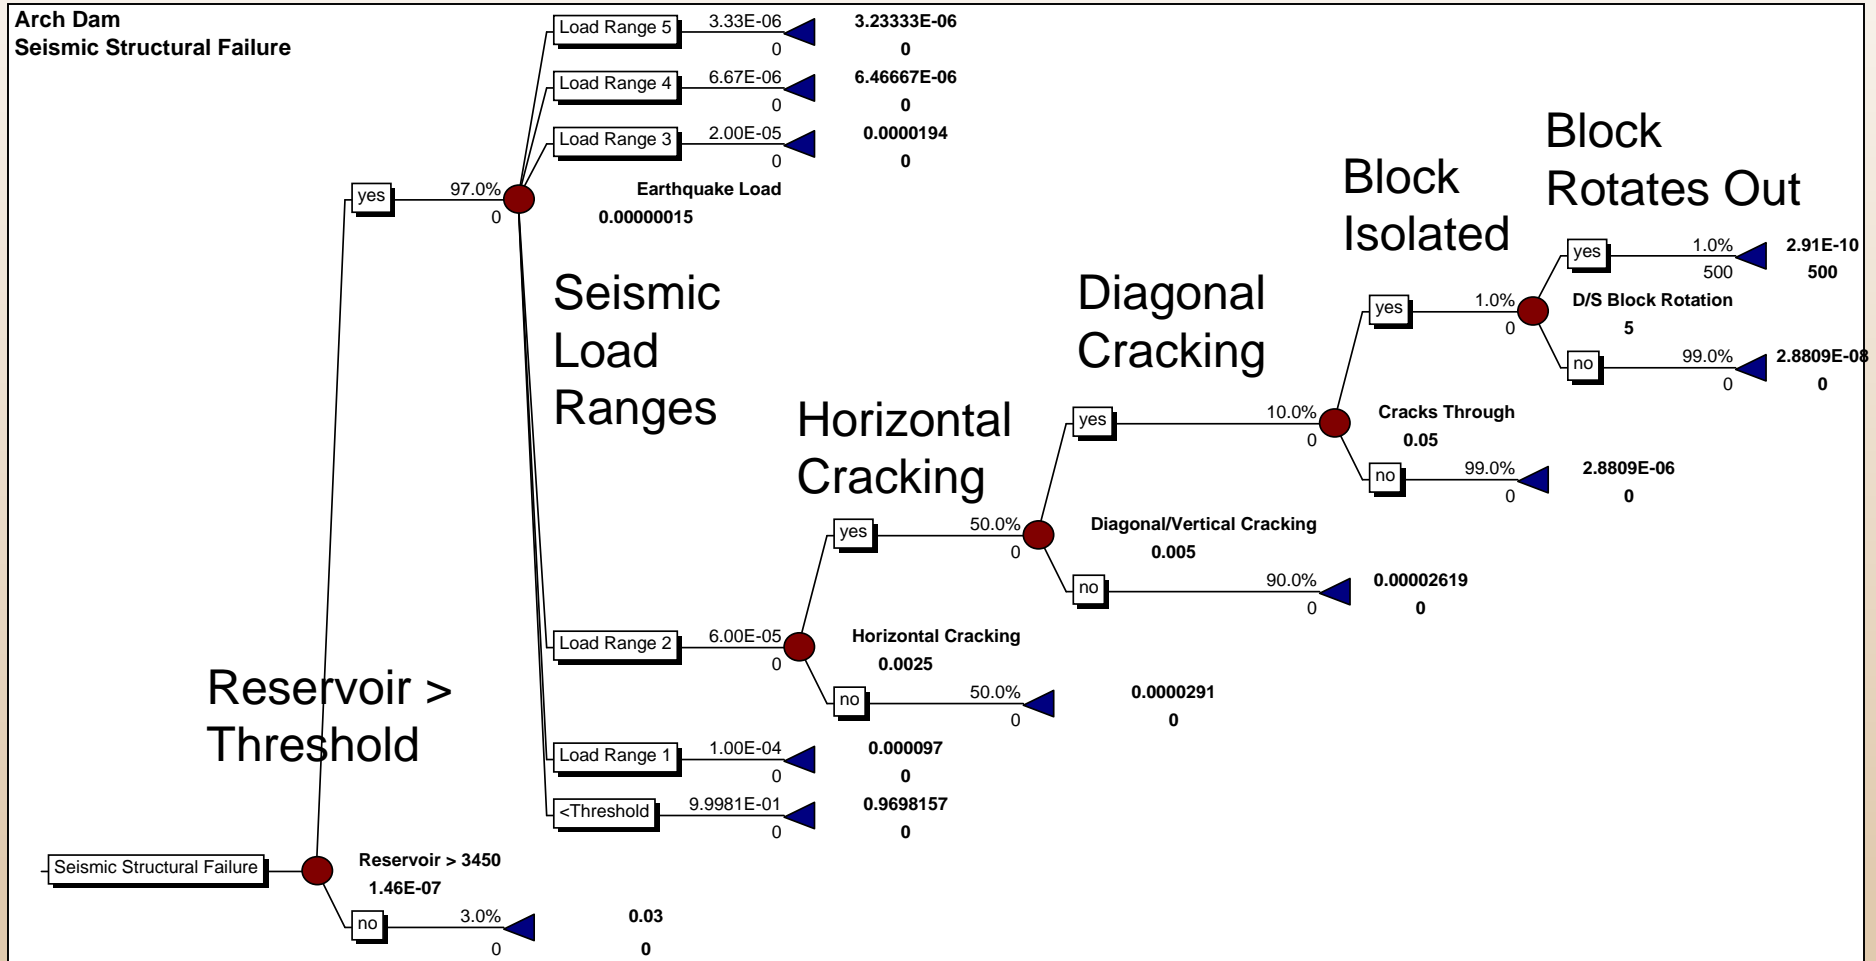 Arch Dam
Seismic Structural Failure
Load Range 5 3.33E-06 3.23333E-06
0 0
Load Range 4 6.67E-06 6.46667E-06
0 0
Load Range 3 2.00E-05 0.0000194
0 0
yes 97.0% Earthquake Load
0 0.00000015
Block
Rotates Out
Block
Isolated
yes 1.0% 2.91E-10
500 500
Seismic
Load
Ranges
Diagonal
Cracking
yes 1.0% D/S Block Rotation
0 5
no 99.0% 2.8809E-08
0 0
Horizontal
Cracking
yes 10.0% Cracks Through
0 0.05
no 99.0% 2.8809E-06
0 0
yes 50.0% Diagonal/Vertical Cracking
0 0.005
no 90.0% 0.00002619
0 0
Load Range 2 6.00E-05 Horizontal Cracking
0 0.0025
Reservoir >
Threshold
no 50.0% 0.0000291
0 0
Load Range 1 1.00E-04 0.000097
0 0
<Threshold 9.9981E-01 0.9698157
0 0
Seismic Structural Failure Reservoir > 3450
1.46E-07
no 3.0% 0.03
0 0